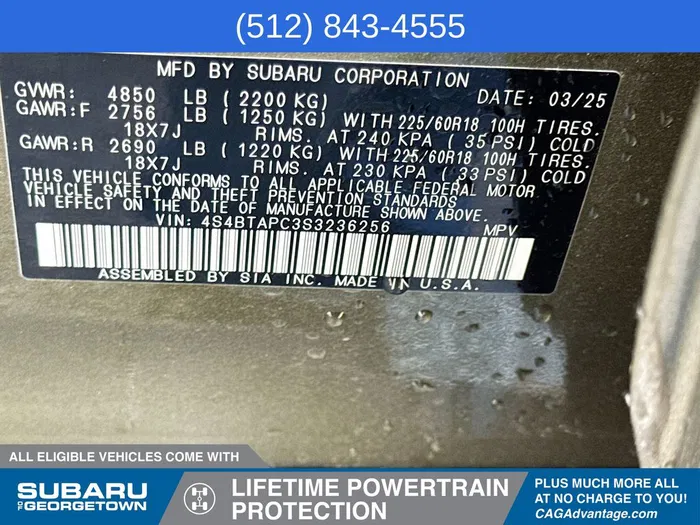 (512) 843-4555
MFD BY SUBARU CORPORATION
GVWR: 4850 LB ( 2200 KG) DATE: 03/25
GAWR:F 2756 LB ( 1250 KG) WITH 225/60R18 100H TIRES.
18X7J RIMS. AT 240 KPA ( 35 PSI) COLD
GAWR:R 2690 LB ( 1220 KG) WITH 225/60R18 100H TIRES.
18X7J RIMS. AT 230 KPA ( 33 PSI) COLD
THIS VEHICLE CONFORMS TO ALL APPLICABLE FEDERAL MOTOR
VEHICLE SAFETY AND THEFT PREVENTION STANDARDS
IN EFFECT ON THE DATE OF MANUFACTURE SHOWN ABOVE.
VIN: 4S4BTAPC3S3236256 MPV
ASSEMBLED BY SIA INC. MADE IN U.S.A.
ALL ELIGIBLE VEHICLES COME WITH
SUBARU
OF GEORGETOWN
LIFETIME POWERTRAIN
PROTECTION
PLUS MUCH MORE ALL
AT NO CHARGE TO YOU!
CAGAdvantage.com